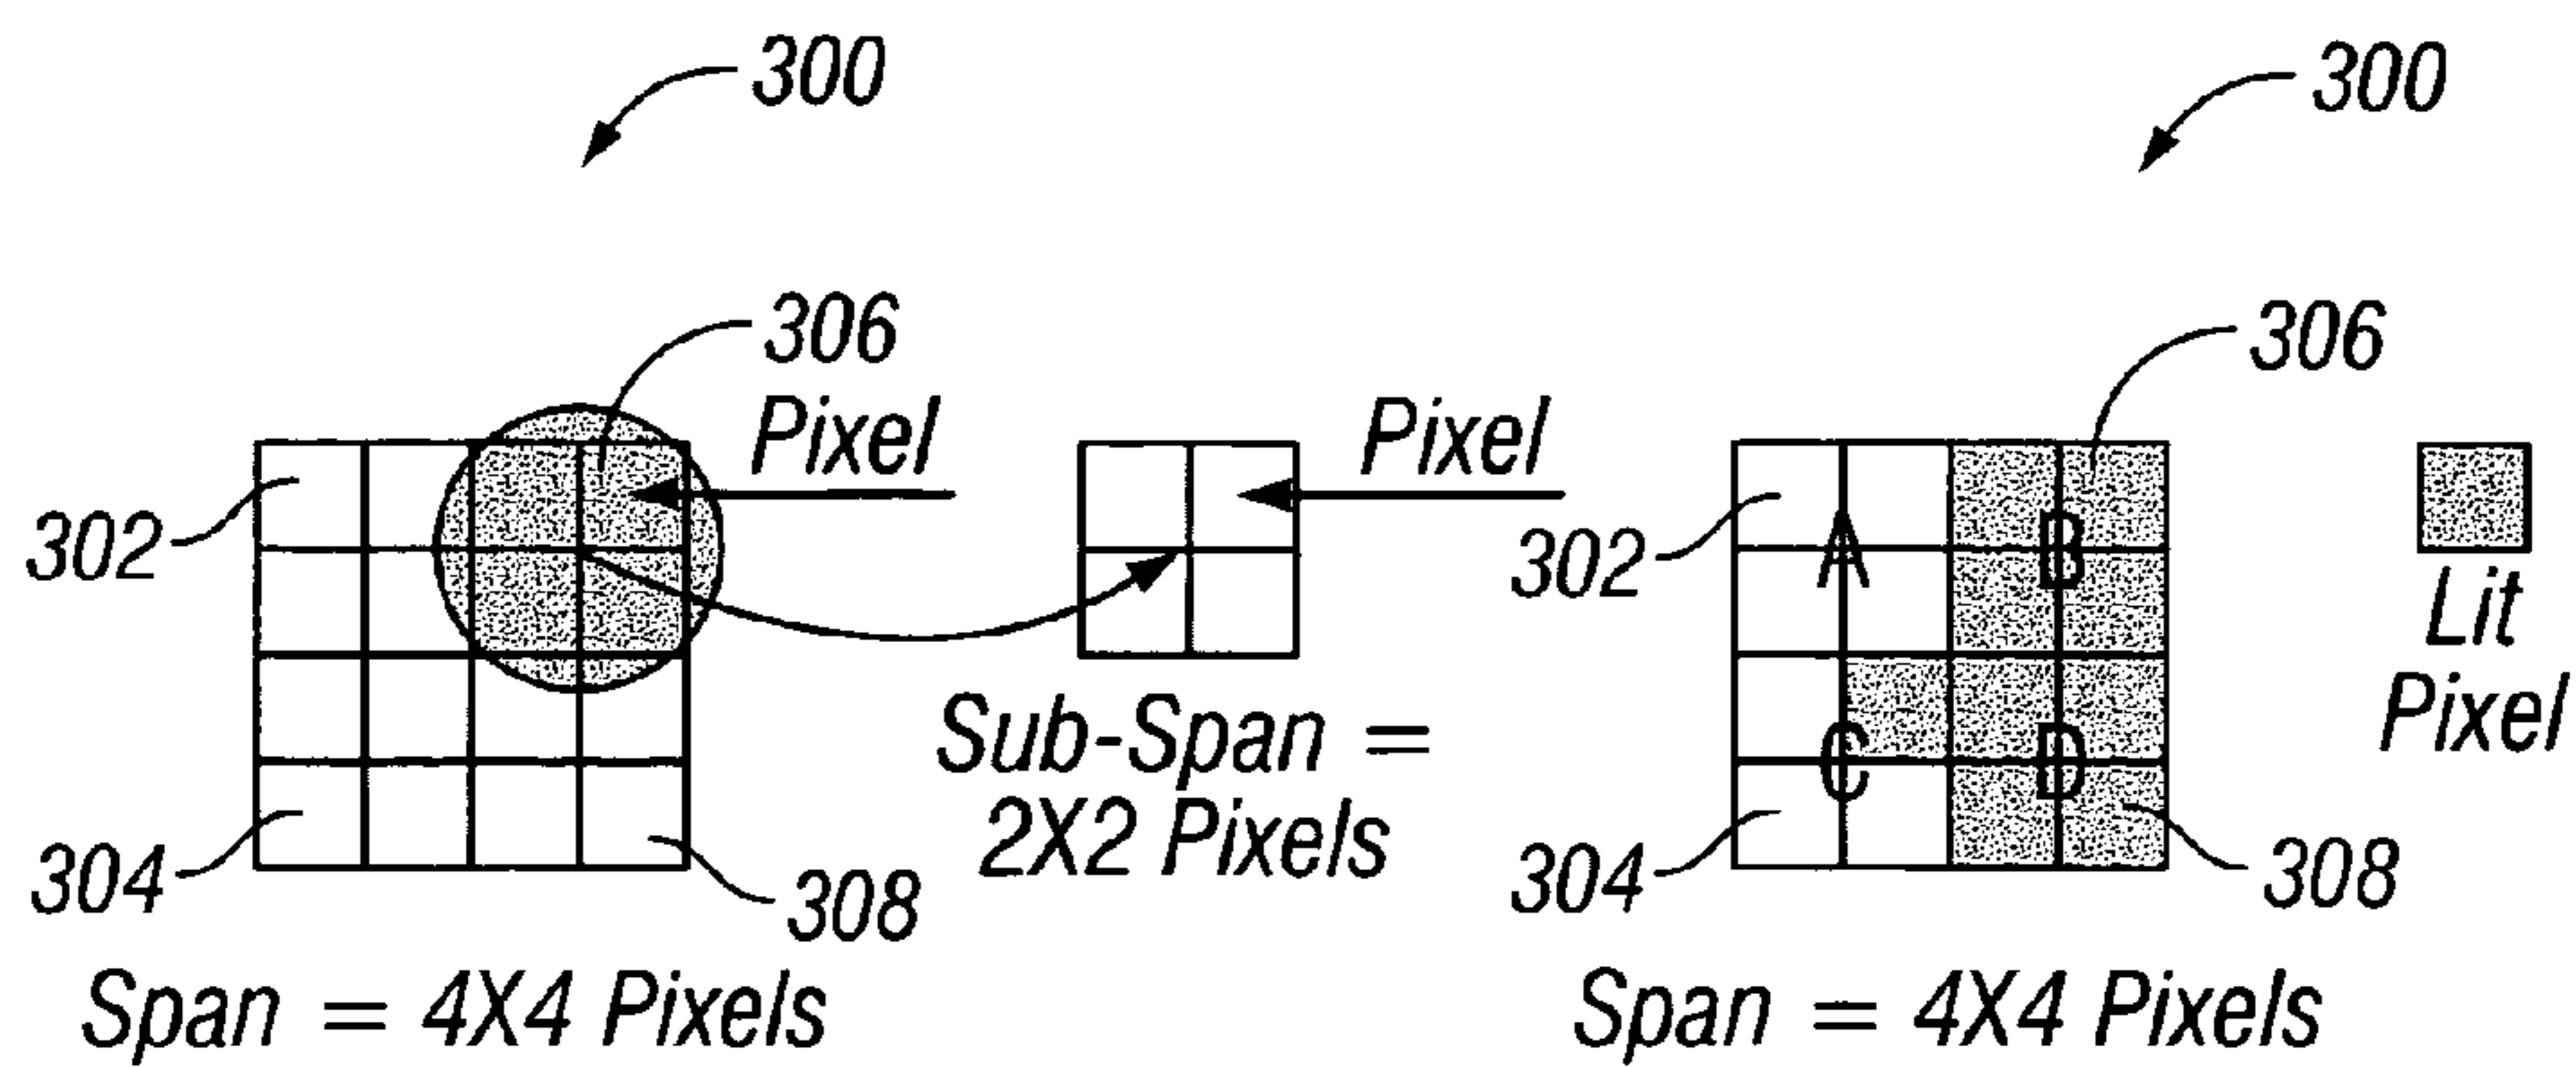 300
300
306
Pixel
Pixel
306
302
302
A
B
Lit
Pixel
Sub-Span =
2X2 Pixels
C
D
304
308
304
308
Span = 4X4 Pixels
Span = 4X4 Pixels